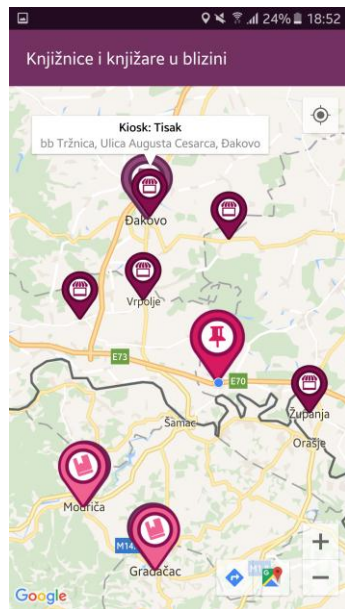 24% 18:52
Knjižnice i knjižare u blizini
Kiosk: Tisak
bb Tržnica, Ulica Augusta Cesarca, Đakovo
Đakovo
Vrpolje
E73
E70
Županja
Šamac
Orašje
Modriča
M14.
Gradačac
Google